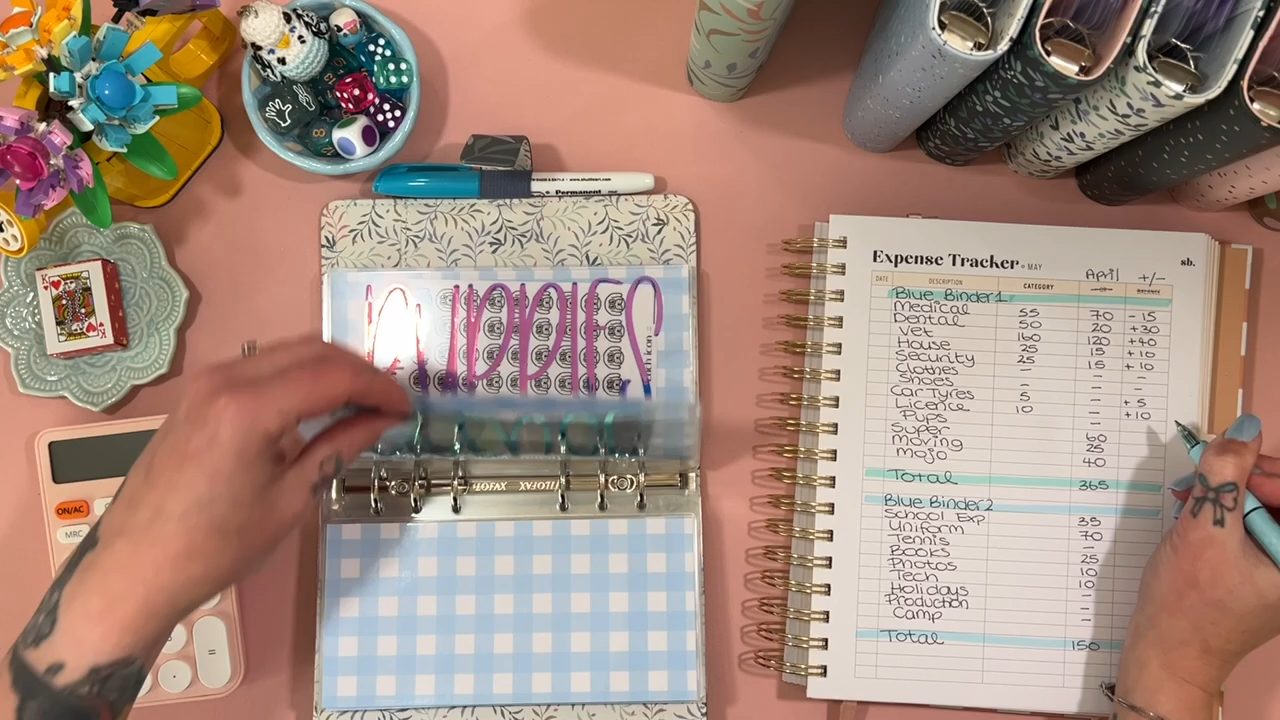 Permanent
PUPPIES
FILOFAX
ON/AC
MRC
=
K
Expense Tracker • MAY
sb.
April +/-
DATE DESCRIPTION CATEGORY BALANCE
Blue Binder 1
Medical 55 70 -15
Dental 50 20 +30
Vet 160 120 +40
House 25 15 +10
Security 25 15 +10
Clothes - - -
Shoes - -
Car Tyres 5 - +5
Licence 10 - +10
Pups -
Super 60
Moving 25
Mojo 40
Total 365
Blue Binder 2
School Exp 35
Uniform 70
Tennis -
Books 25
Photos 10
Tech 10
Holidays -
Production -
Camp -
Total 150